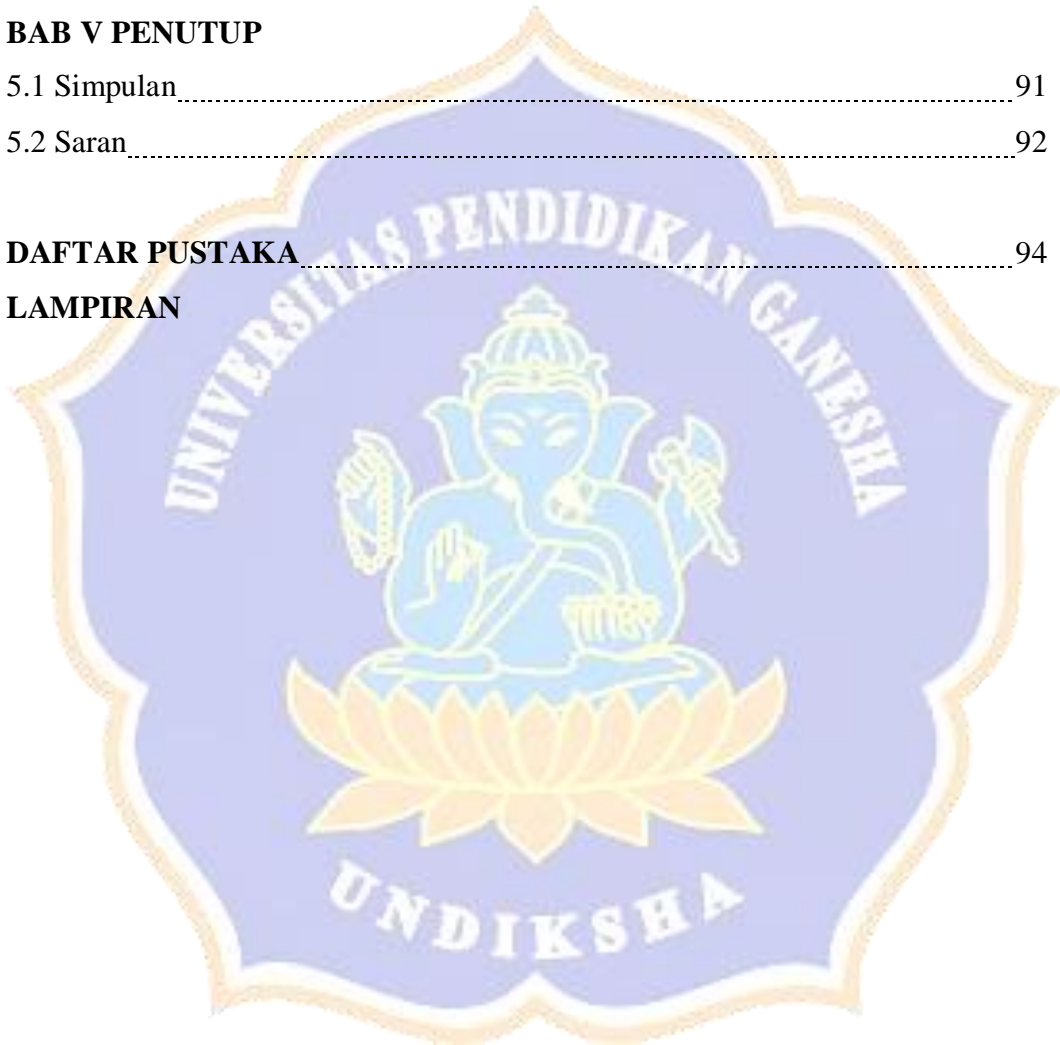 BAB V PENUTUP
5.1 Simpulan 91
5.2 Saran 92
DAFTAR PUSTAKA 94
LAMPIRAN
UNIVERSITAS PENDIDIKAN GANESHA
UNDIKSHA